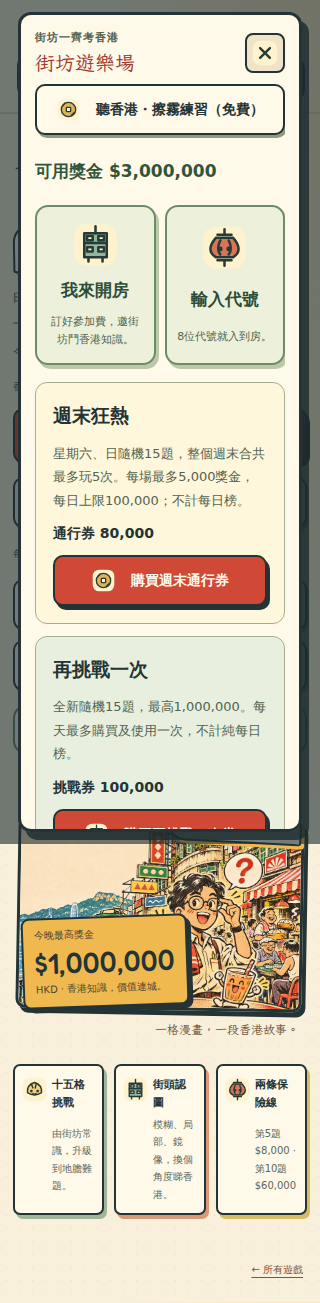 街坊一齊考香港
街坊遊樂場
聽香港・擦霧練習（免費）
可用獎金 $3,000,000
我來開房
訂好參加費，邀街
坊鬥香港知識。
輸入代號
8位代號就入到房。
週末狂熱
星期六、日隨機15題，整個週末合共
最多玩5次。每場最多5,000獎金，
每日上限100,000；不計每日榜。
通行券 80,000
購買週末通行券
再挑戰一次
全新隨機15題，最高1,000,000。每
天最多購買及使用一次，不計純每日
榜。
挑戰券 100,000
?
今晚最高獎金
$1,000,000
HKD · 香港知識，價值連城。
一格漫畫，一段香港故事。
十五格
挑戰
由街坊常
識，升級
到地膽難
題。
街頭認
圖
模糊、局
部、鏡
像，換個
角度睇香
港。
兩條保
險線
第5題
$8,000 ·
第10題
$60,000
← 所有遊戲